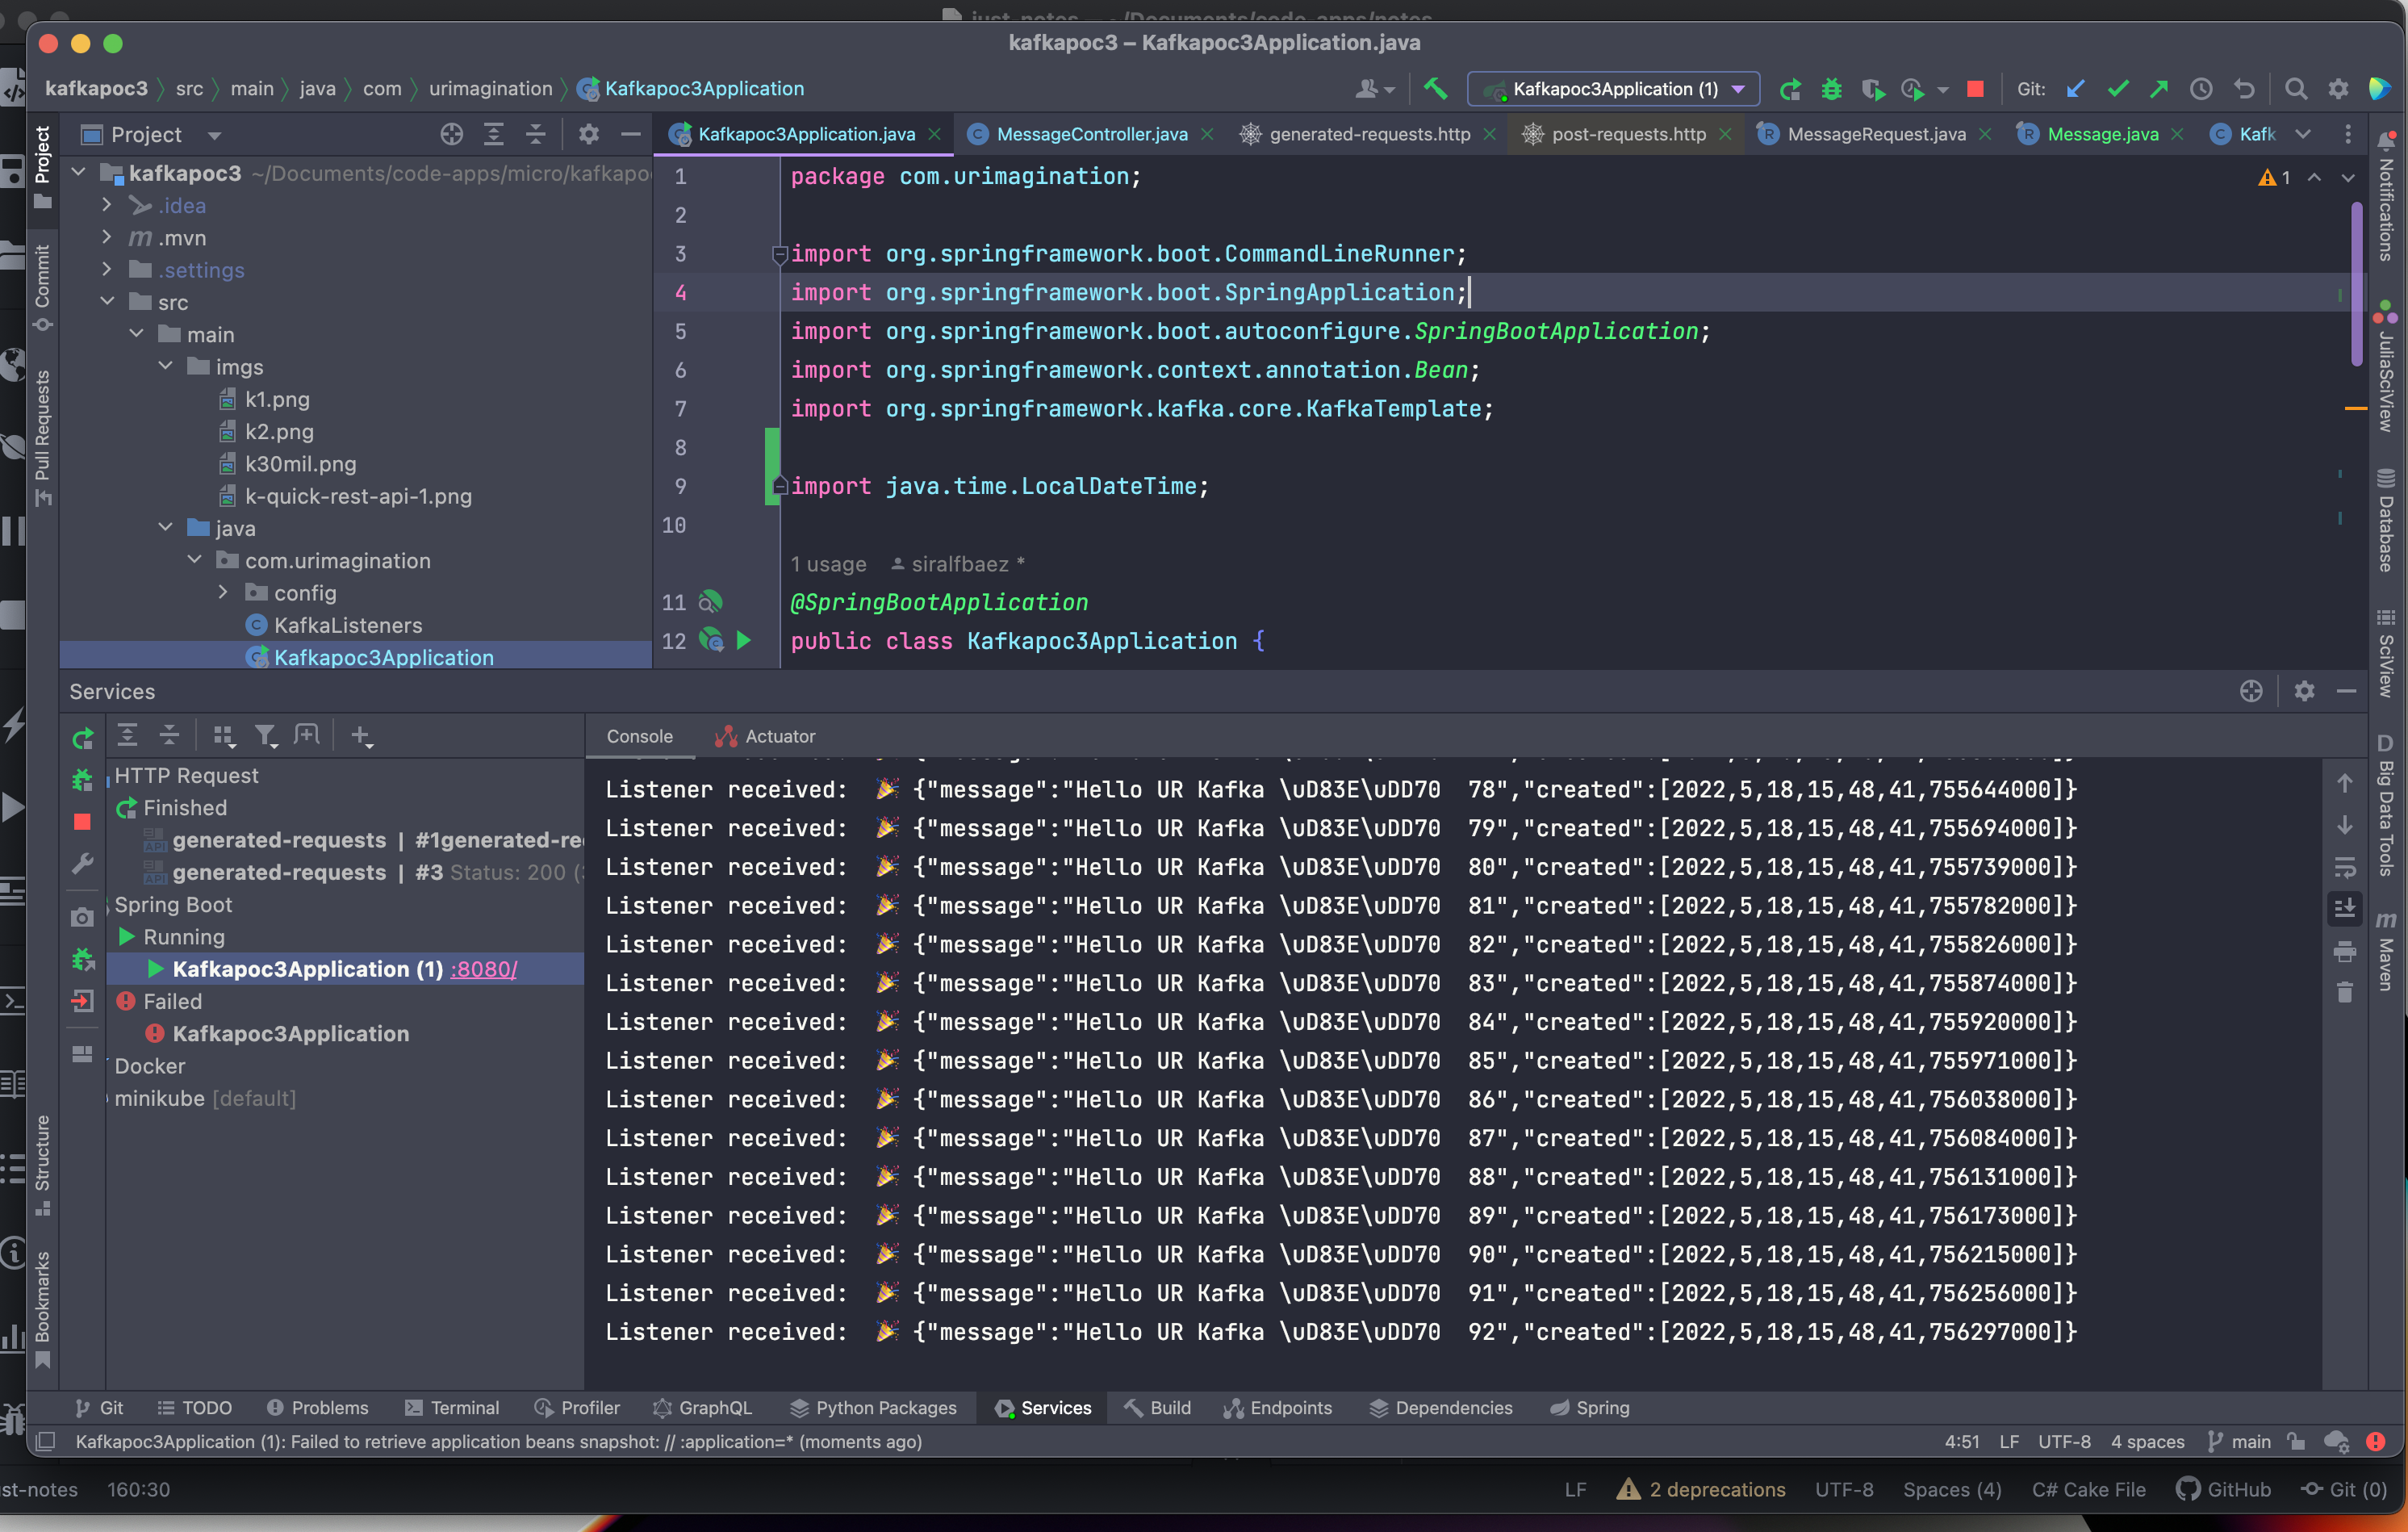 just-notes — ~/Documents/code-apps/notes
kafkapoc3 – Kafkapoc3Application.java
kafkapoc3 src main java com urimagination Kafkapoc3Application
Kafkapoc3Application (1)
Git:
Project
Kafkapoc3Application.java MessageController.java generated-requests.http post-requests.http MessageRequest.java Message.java Kafk
Project
Commit
Pull Requests
Structure
Bookmarks
kafkapoc3 ~/Documents/code-apps/micro/kafkapo
.idea
.mvn
.settings
src
main
imgs
k1.png
k2.png
k30mil.png
k-quick-rest-api-1.png
java
com.urimagination
config
KafkaListeners
Kafkapoc3Application
1 package com.urimagination;
2
3 import org.springframework.boot.CommandLineRunner;
4 import org.springframework.boot.SpringApplication;
5 import org.springframework.boot.autoconfigure.SpringBootApplication;
6 import org.springframework.context.annotation.Bean;
7 import org.springframework.kafka.core.KafkaTemplate;
8
9 import java.time.LocalDateTime;
10
1 usage siralfbaez *
11 @SpringBootApplication
12 public class Kafkapoc3Application {
1
Notifications
JuliaSciView
Database
SciView
D Big Data Tools
m Maven
Services
Console Actuator
HTTP Request
Finished
generated-requests | #1generated-re
API
generated-requests | #3 Status: 200 (
API
Spring Boot
Running
Kafkapoc3Application (1) :8080/
Failed
Kafkapoc3Application
Docker
minikube [default]
Listener received: 🎉 {"message":"Hello UR Kafka \uD83E\uDD70  78","created":[2022,5,18,15,48,41,755644000]}
Listener received: 🎉 {"message":"Hello UR Kafka \uD83E\uDD70  79","created":[2022,5,18,15,48,41,755694000]}
Listener received: 🎉 {"message":"Hello UR Kafka \uD83E\uDD70  80","created":[2022,5,18,15,48,41,755739000]}
Listener received: 🎉 {"message":"Hello UR Kafka \uD83E\uDD70  81","created":[2022,5,18,15,48,41,755782000]}
Listener received: 🎉 {"message":"Hello UR Kafka \uD83E\uDD70  82","created":[2022,5,18,15,48,41,755826000]}
Listener received: 🎉 {"message":"Hello UR Kafka \uD83E\uDD70  83","created":[2022,5,18,15,48,41,755874000]}
Listener received: 🎉 {"message":"Hello UR Kafka \uD83E\uDD70  84","created":[2022,5,18,15,48,41,755920000]}
Listener received: 🎉 {"message":"Hello UR Kafka \uD83E\uDD70  85","created":[2022,5,18,15,48,41,755971000]}
Listener received: 🎉 {"message":"Hello UR Kafka \uD83E\uDD70  86","created":[2022,5,18,15,48,41,756038000]}
Listener received: 🎉 {"message":"Hello UR Kafka \uD83E\uDD70  87","created":[2022,5,18,15,48,41,756084000]}
Listener received: 🎉 {"message":"Hello UR Kafka \uD83E\uDD70  88","created":[2022,5,18,15,48,41,756131000]}
Listener received: 🎉 {"message":"Hello UR Kafka \uD83E\uDD70  89","created":[2022,5,18,15,48,41,756173000]}
Listener received: 🎉 {"message":"Hello UR Kafka \uD83E\uDD70  90","created":[2022,5,18,15,48,41,756215000]}
Listener received: 🎉 {"message":"Hello UR Kafka \uD83E\uDD70  91","created":[2022,5,18,15,48,41,756256000]}
Listener received: 🎉 {"message":"Hello UR Kafka \uD83E\uDD70  92","created":[2022,5,18,15,48,41,756297000]}
Git TODO Problems Terminal Profiler GraphQL Python Packages Services Build Endpoints Dependencies Spring
Kafkapoc3Application (1): Failed to retrieve application beans snapshot: // :application=* (moments ago) 4:51 LF UTF-8 4 spaces main
st-notes 160:30 LF 2 deprecations UTF-8 Spaces (4) C# Cake File GitHub Git (0)